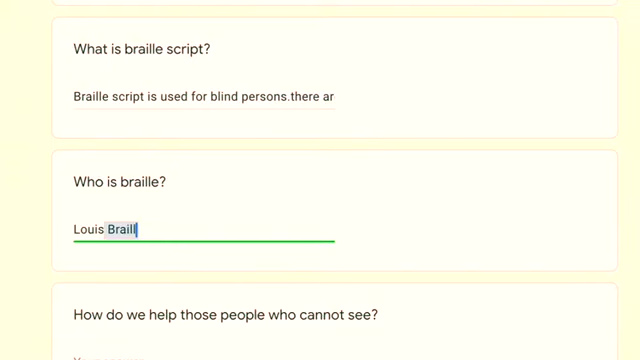 What is braille script?
Braille script is used for blind persons.there ar
Who is braille?
Louis Braill
How do we help those people who cannot see?